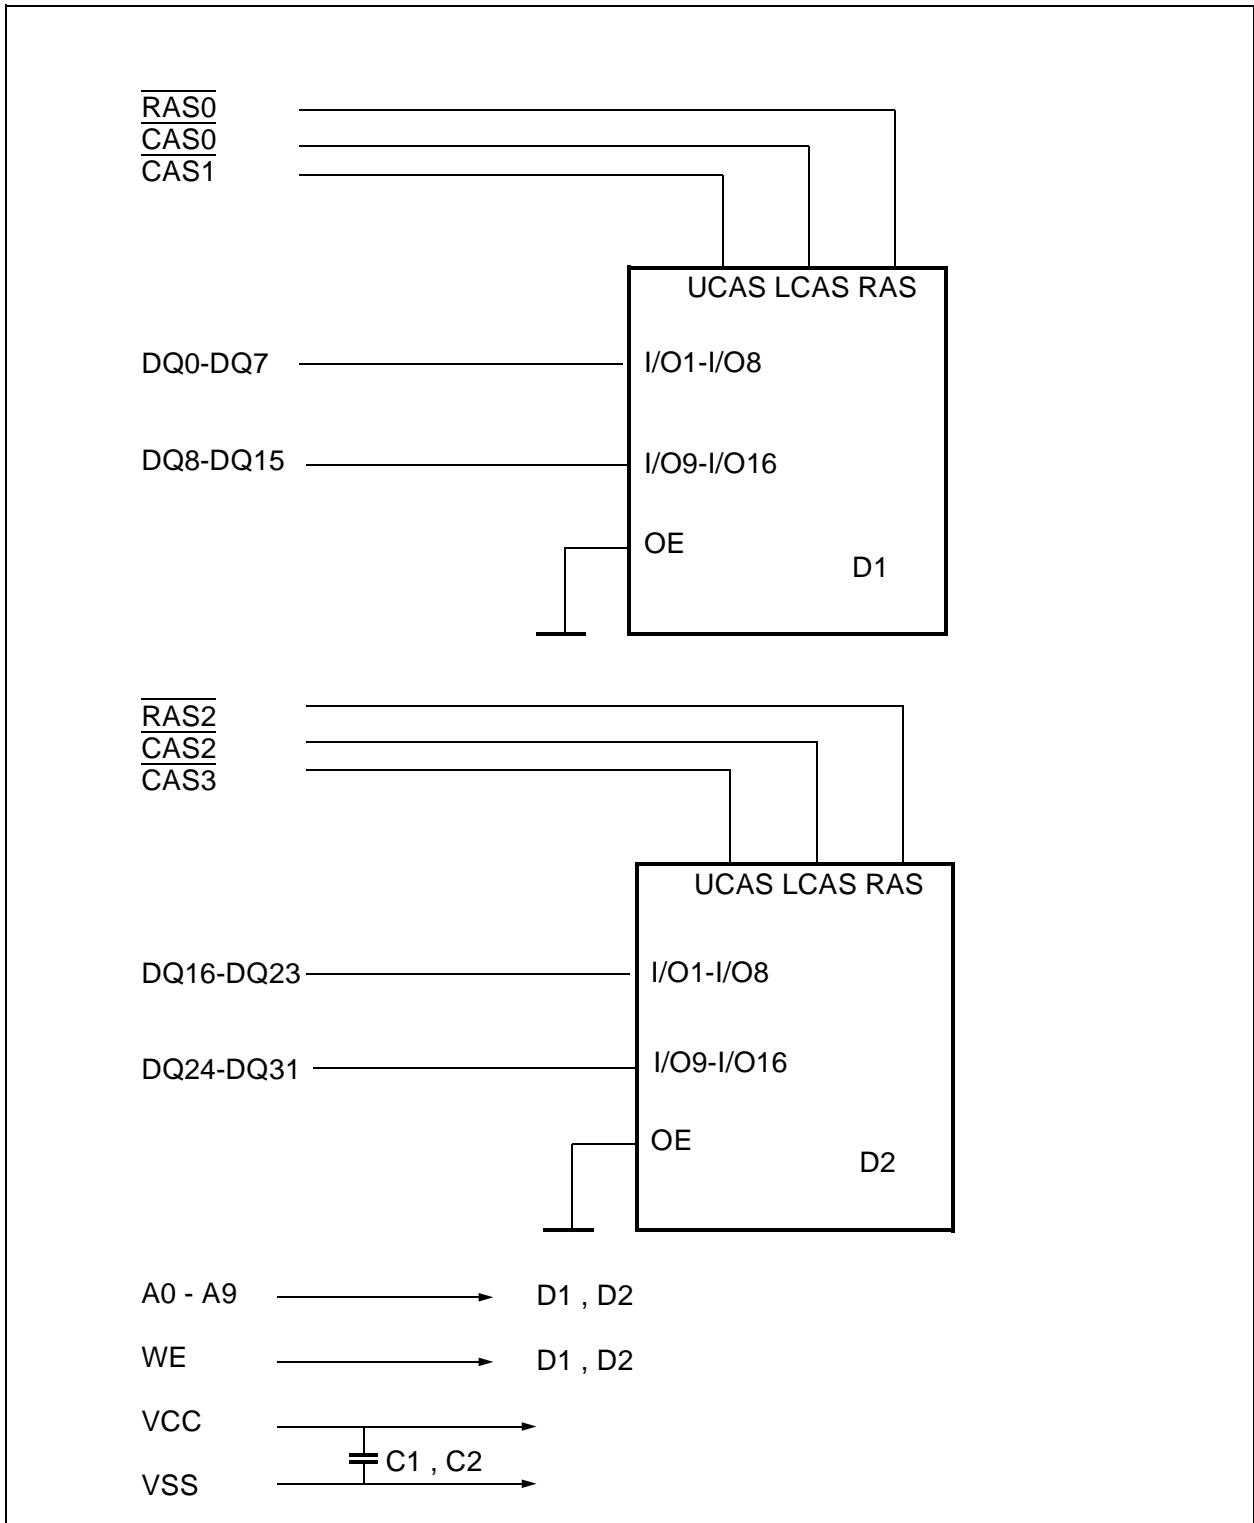 RAS0
CAS0
CAS1
UCAS LCAS RAS
DQ0-DQ7
I/O1-I/O8
DQ8-DQ15
I/O9-I/O16
OE
D1
RAS2
CAS2
CAS3
UCAS LCAS RAS
DQ16-DQ23
I/O1-I/O8
DQ24-DQ31
I/O9-I/O16
OE
D2
A0 - A9
D1 , D2
WE
D1 , D2
VCC
C1 , C2
VSS